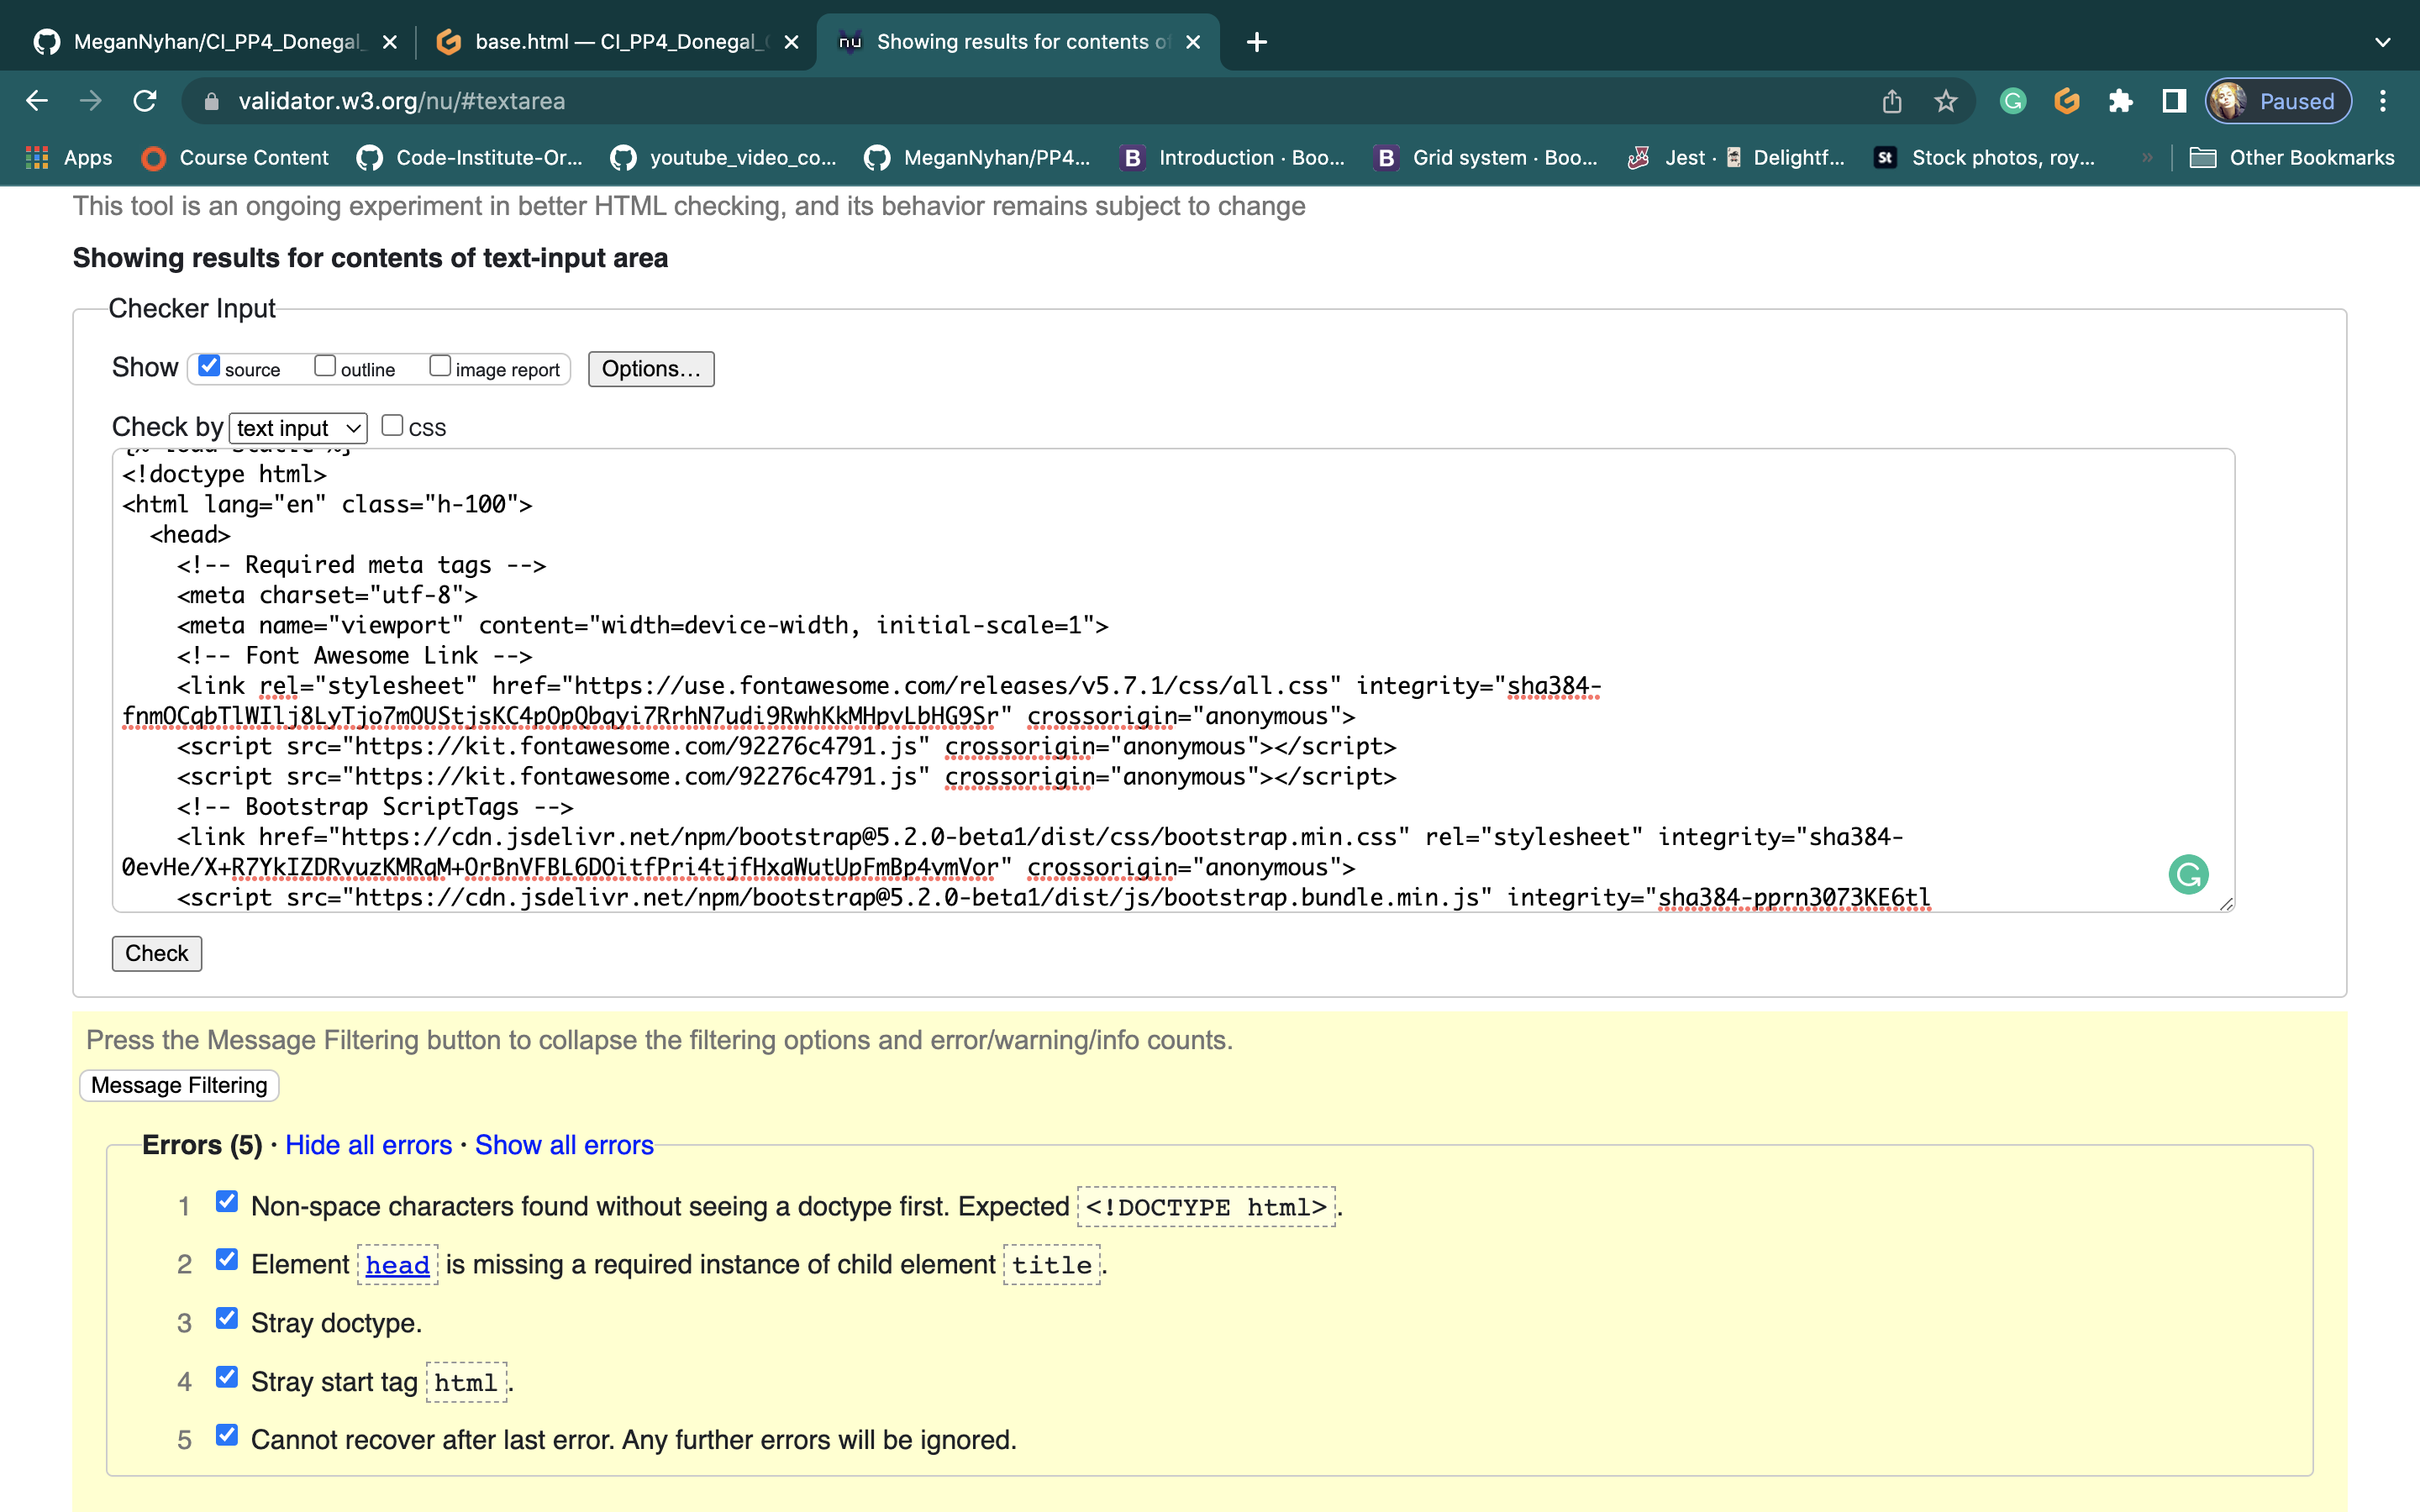 MeganNyhan/CI_PP4_Donegal_
base.html — CI_PP4_Donegal_
nu Showing results for contents of
validator.w3.org/nu/#textarea
Paused
Apps
Course Content
Code-Institute-Or...
youtube_video_co...
MeganNyhan/PP4...
B Introduction · Boo...
B Grid system · Boo...
Jest · Delightf...
St Stock photos, roy...
»
Other Bookmarks
This tool is an ongoing experiment in better HTML checking, and its behavior remains subject to change
Showing results for contents of text-input area
Checker Input
Show source outline image report Options...
Check by text input CSS
{% load static %}
<!doctype html>
<html lang="en" class="h-100">
<head>
<!-- Required meta tags -->
<meta charset="utf-8">
<meta name="viewport" content="width=device-width, initial-scale=1">
<!-- Font Awesome Link -->
<link rel="stylesheet" href="https://use.fontawesome.com/releases/v5.7.1/css/all.css" integrity="sha384-
fnmOCqbTlWIlj8LyTjo7mOUStjsKC4pOpQbqyi7RrhN7udi9RwhKkMHpvLbHG9Sr" crossorigin="anonymous">
<script src="https://kit.fontawesome.com/92276c4791.js" crossorigin="anonymous"></script>
<script src="https://kit.fontawesome.com/92276c4791.js" crossorigin="anonymous"></script>
<!-- Bootstrap ScriptTags -->
<link href="https://cdn.jsdelivr.net/npm/bootstrap@5.2.0-beta1/dist/css/bootstrap.min.css" rel="stylesheet" integrity="sha384-
0evHe/X+R7YkIZDRvuzKMRqM+OrBnVFBL6DOitfPri4tjfHxaWutUpFmBp4vmVor" crossorigin="anonymous">
<script src="https://cdn.jsdelivr.net/npm/bootstrap@5.2.0-beta1/dist/js/bootstrap.bundle.min.js" integrity="sha384-pprn3073KE6tl
Check
Press the Message Filtering button to collapse the filtering options and error/warning/info counts.
Message Filtering
Errors (5) · Hide all errors · Show all errors
1 Non-space characters found without seeing a doctype first. Expected <!DOCTYPE html>.
2 Element head is missing a required instance of child element title.
3 Stray doctype.
4 Stray start tag html.
5 Cannot recover after last error. Any further errors will be ignored.